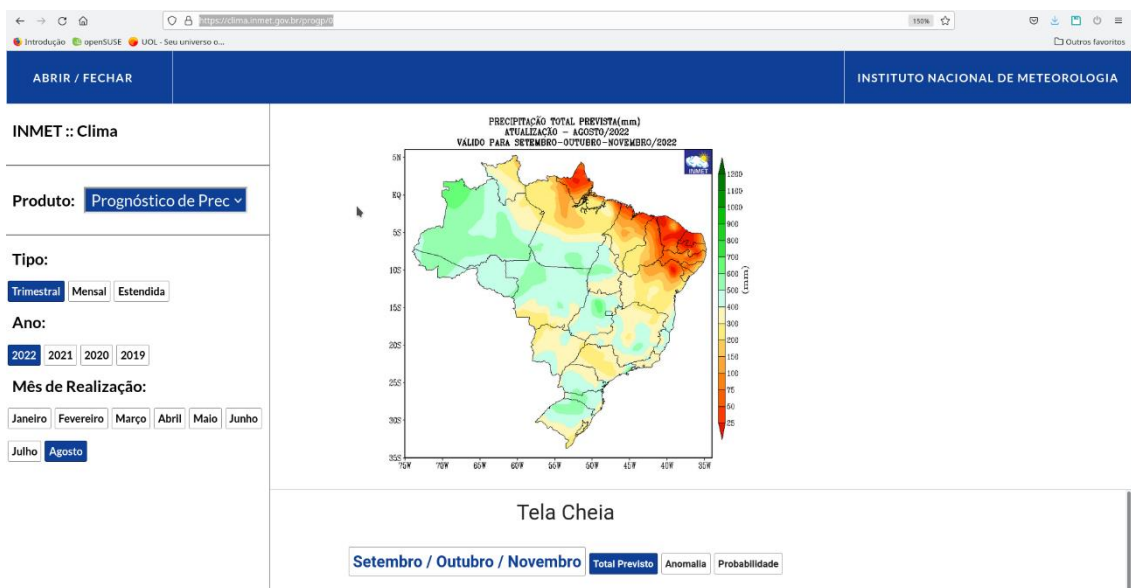 https://clima.inmet.gov.br/progp/0
150%
Introdução openSUSE UOL - Seu universo o...
Outros favoritos
ABRIR / FECHAR
INSTITUTO NACIONAL DE METEOROLOGIA
INMET :: Clima
Produto: Prognóstico de Prec
Tipo:
Trimestral Mensal Estendida
Ano:
2022 2021 2020 2019
Mês de Realização:
Janeiro Fevereiro Março Abril Maio Junho
Julho Agosto
PRECIPITAÇÃO TOTAL PREVISTA(mm)
ATUALIZAÇÃO - AGOSTO/2022
VÁLIDO PARA SETEMBRO-OUTUBRO-NOVEMBRO/2022
INMET
5N
EQ
5S
10S
15S
20S
25S
30S
35S
75W 70W 65W 60W 55W 50W 45W 40W 35W
1200
1100
1000
900
800
700
600
500
400
300
200
150
100
75
50
25
(mm)
Tela Cheia
Setembro / Outubro / Novembro Total Previsto Anomalia Probabilidade